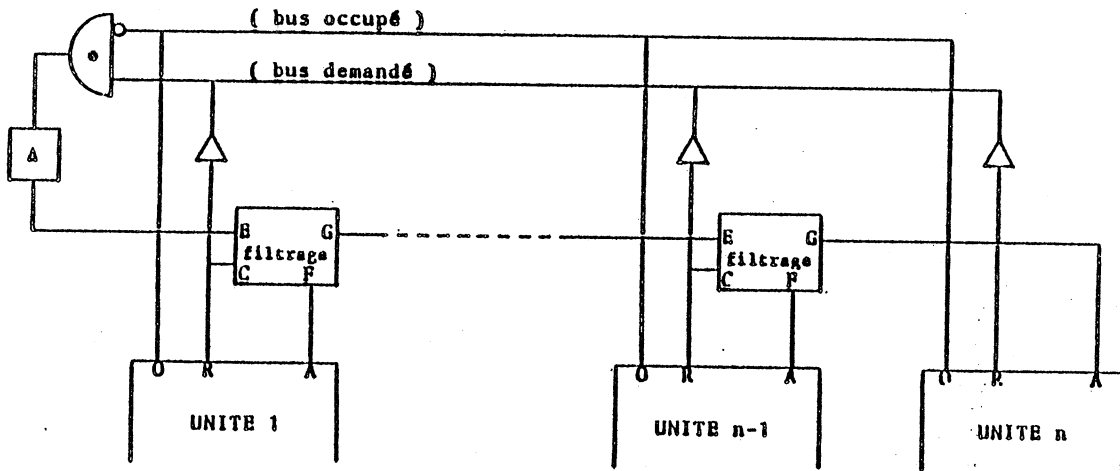 ( bus occupé )
( bus demandé )
A
E G
filtrage
C F
E G
filtrage
C F
O R A
O R A
O R A
UNITE 1
UNITE n-1
UNITE n